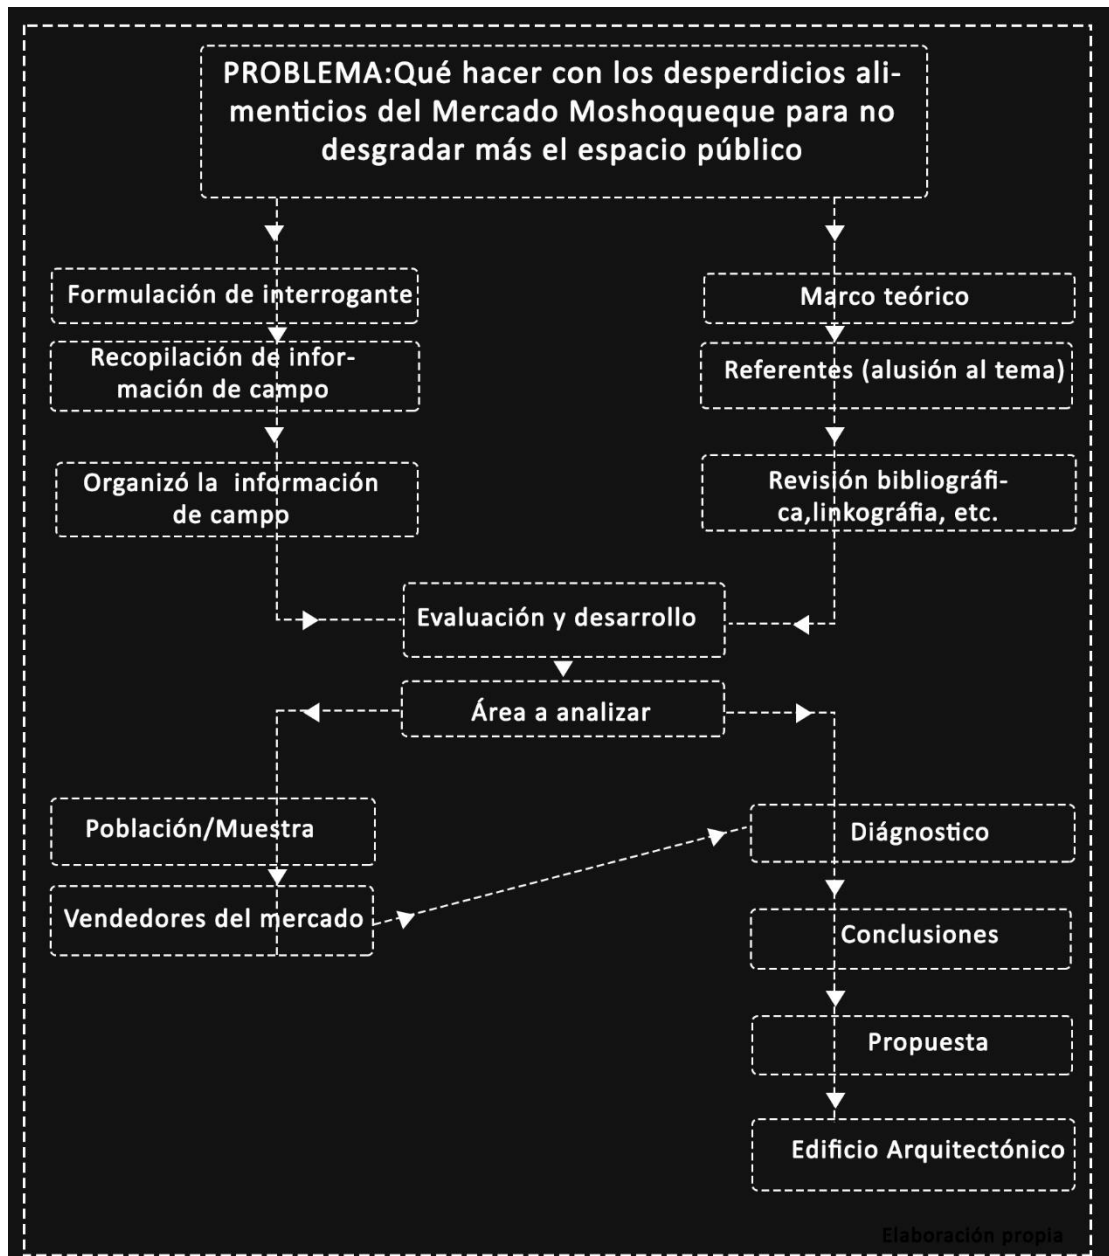 PROBLEMA:Qué hacer con los desperdicios ali-
menticios del Mercado Moshoqueque para no
desgradar más el espacio público
Formulación de interrogante
Recopilación de infor-
mación de campo
Organizó la información
de campo
Marco teórico
Referentes (alusión al tema)
Revisión bibliográfi-
ca,linkográfia, etc.
Evaluación y desarrollo
Área a analizar
Población/Muestra
Vendedores del mercado
Diágnostico
Conclusiones
Propuesta
Edificio Arquitectónico
Elaboración propia